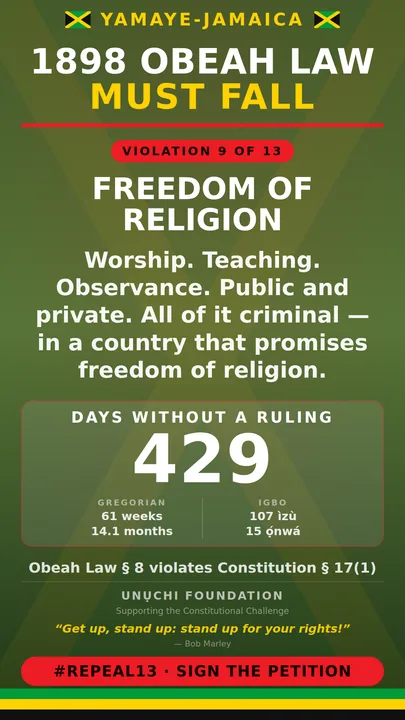 YAMAYE-JAMAICA
1898 OBEAH LAW
MUST FALL
VIOLATION 9 OF 13
FREEDOM OF
RELIGION
Worship. Teaching.
Observance. Public and
private. All of it criminal —
in a country that promises
freedom of religion.
DAYS WITHOUT A RULING
429
GREGORIAN
61 weeks
14.1 months
IGBO
107 ìzù
15 ọ́nwá
Obeah Law § 8 violates Constitution § 17(1)
UNỤCHI FOUNDATION
Supporting the Constitutional Challenge
“Get up, stand up: stand up for your rights!”
— Bob Marley
#REPEAL13 · SIGN THE PETITION